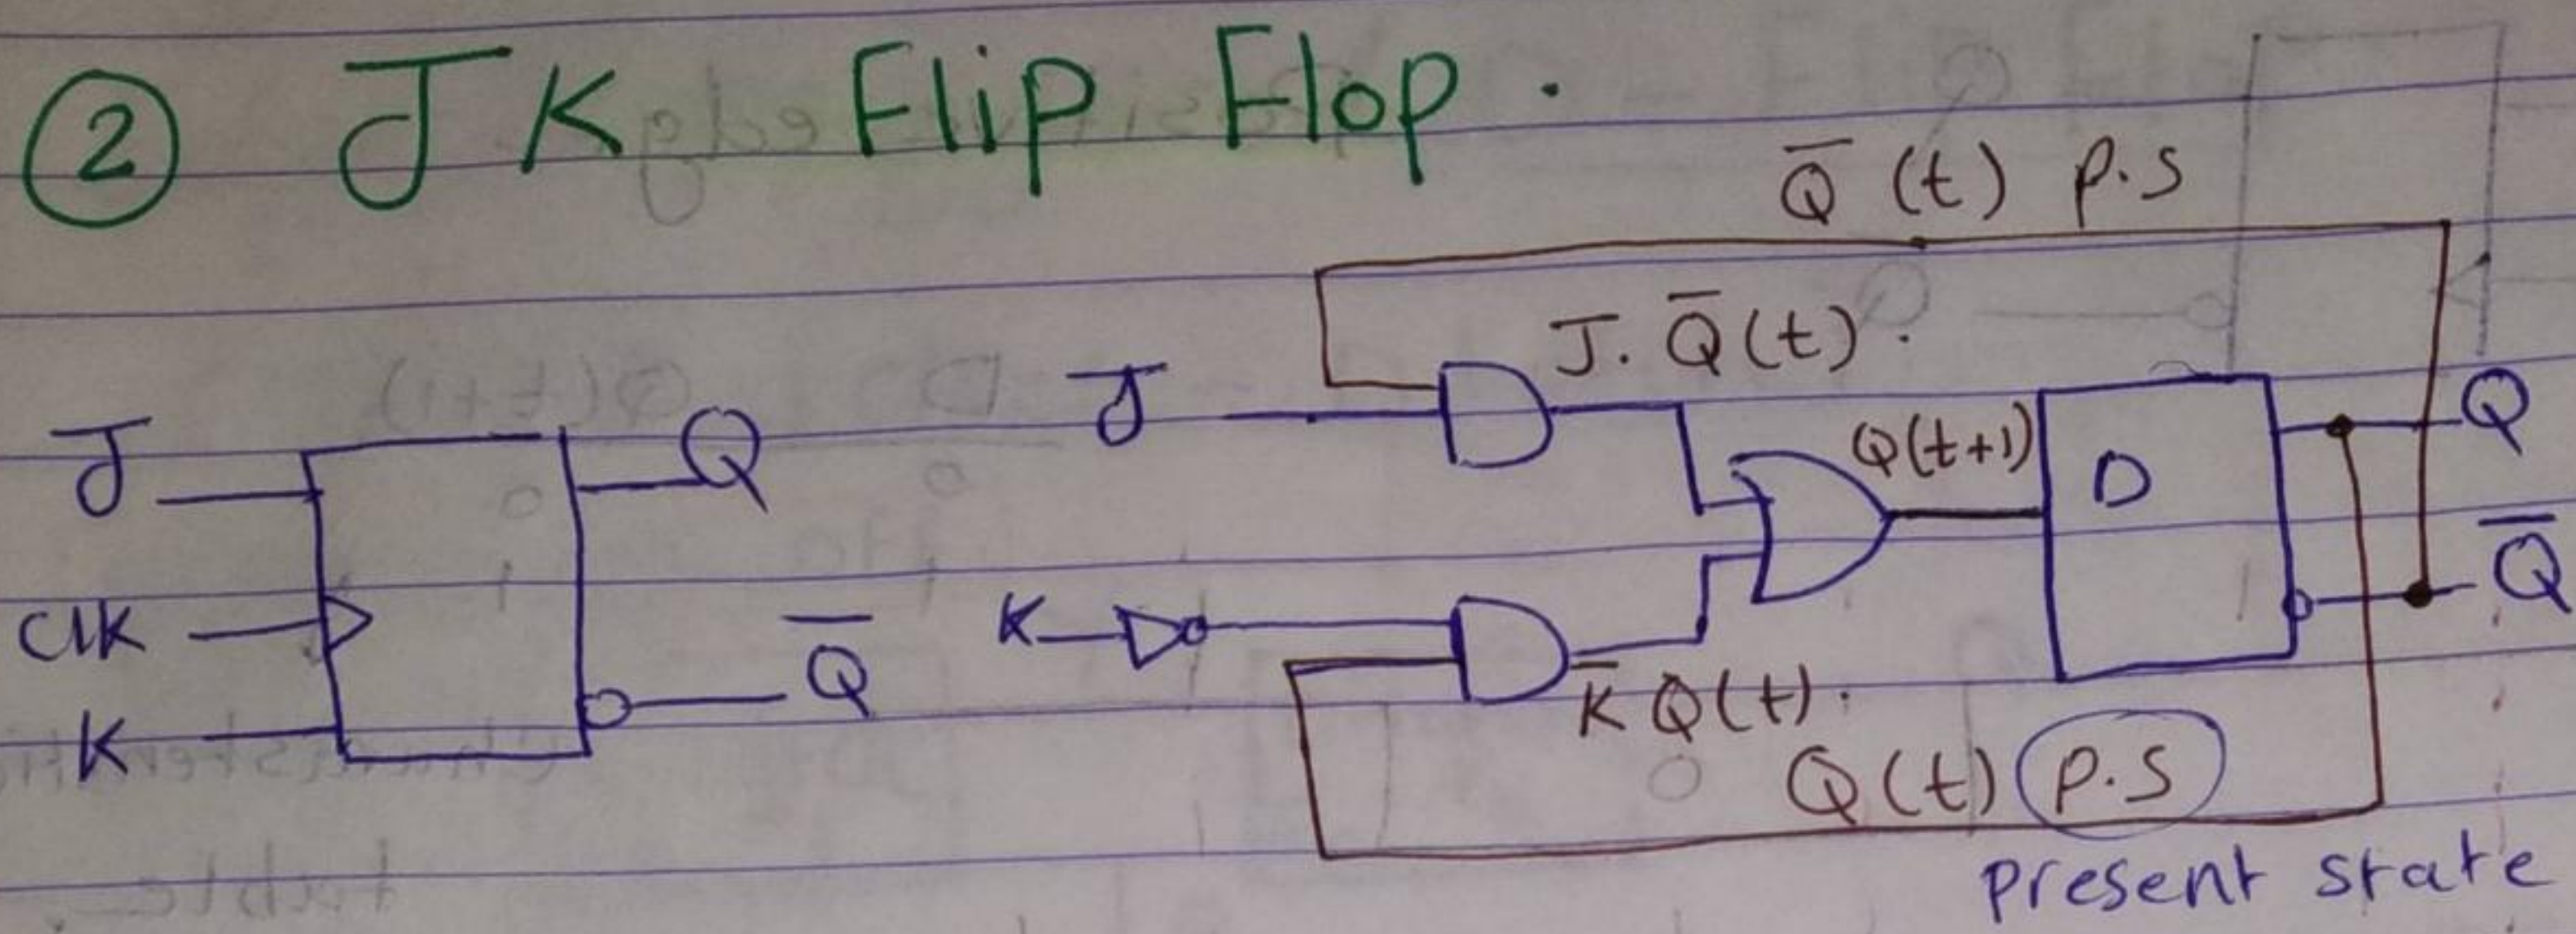 ② JK Flip Flop.
Q̅ (t) p.s
J. Q̅(t).
J
Q
Clk
K
Q̅
J
K
K̅ Q(t).
Q(t+1)
D
Q
Q̅
Q(t) p.s
present state